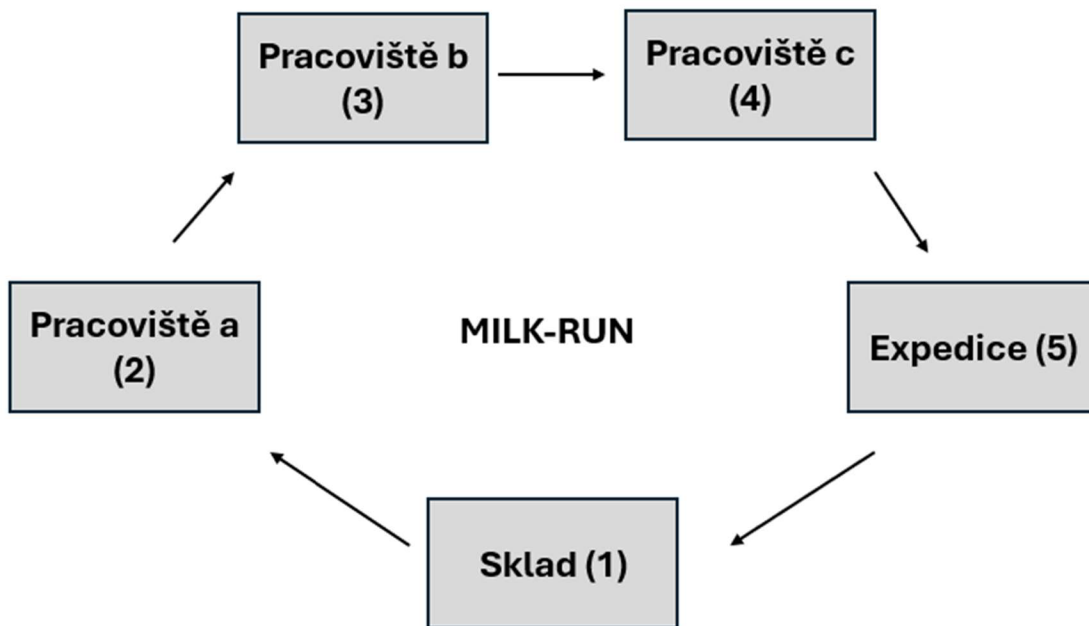 Pracoviště b
(3)
Pracoviště c
(4)
Pracoviště a
(2)
MILK-RUN
Expedice (5)
Sklad (1)